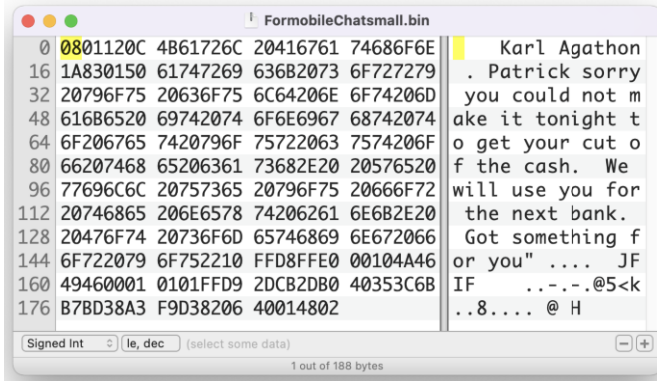 FormobileChatsmall.bin
0 0801120C 4B61726C 20416761 74686F6E Karl Agathon
16 1A830150 61747269 636B2073 6F727279 . Patrick sorry
32 20796F75 20636F75 6C64206E 6F74206D you could not m
48 616B6520 69742074 6F6E6967 68742074 ake it tonight t
64 6F206765 7420796F 75722063 7574206F o get your cut o
80 66207468 65206361 73682E20 20576520 f the cash. We
96 77696C6C 20757365 20796F75 20666F72 will use you for
112 20746865 206E6578 74206261 6E6B2E20 the next bank.
128 20476F74 20736F6D 65746869 6E672066 Got something f
144 6F722079 6F752210 FFD8FFE0 00104A46 or you" .... JF
160 49460001 0101FFD9 2DCB2DB0 40353C6B IF ..-.-.@5<k
176 B7BD38A3 F9D38206 40014802 ..8.... @ H
Signed Int le, dec (select some data)
1 out of 188 bytes